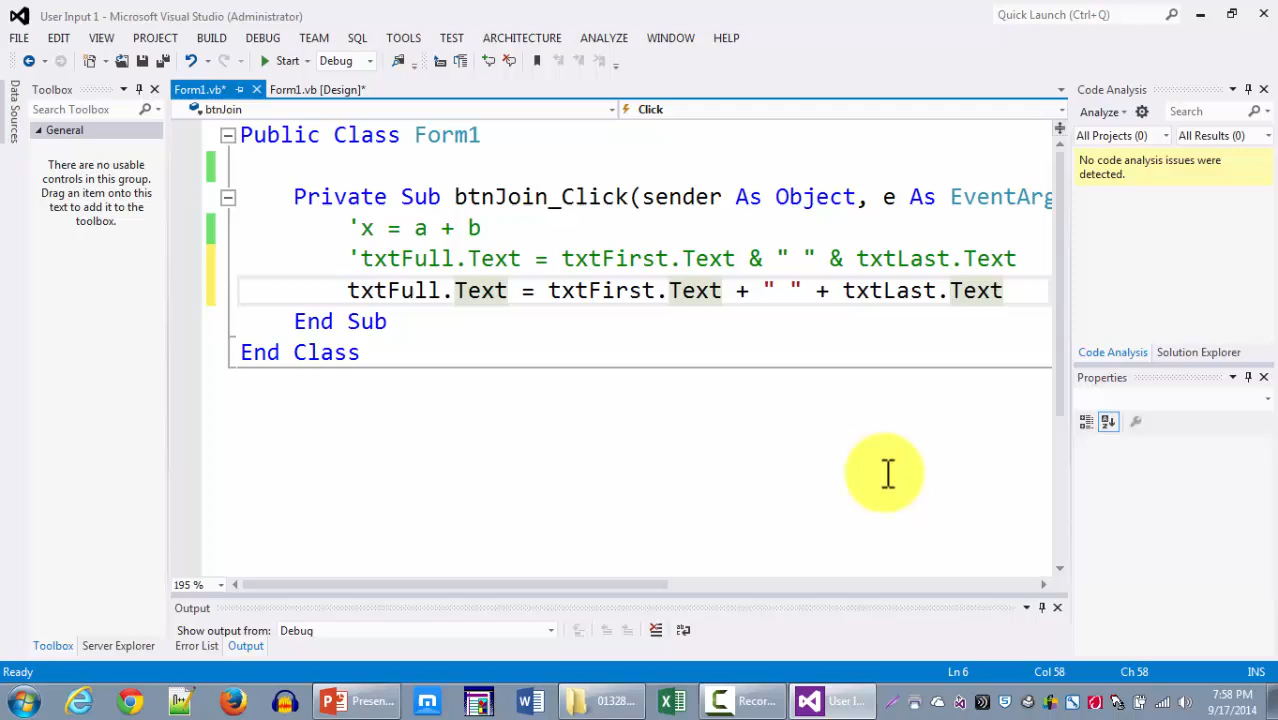 User Input 1 - Microsoft Visual Studio (Administrator)
Quick Launch (Ctrl+Q)
FILE EDIT VIEW PROJECT BUILD DEBUG TEAM SQL TOOLS TEST ARCHITECTURE ANALYZE WINDOW HELP
Start Debug
Data Sources
Toolbox
Search Toolbox
General
There are no usable
controls in this group.
Drag an item onto this
text to add it to the
toolbox.
Form1.vb* Form1.vb [Design]*
btnJoin Click
Public Class Form1
Private Sub btnJoin_Click(sender As Object, e As EventArg
'x = a + b
'txtFull.Text = txtFirst.Text & " " & txtLast.Text
txtFull.Text = txtFirst.Text + " " + txtLast.Text
End Sub
End Class
195 %
Code Analysis
Analyze Search
All Projects (0) All Results (0)
No code analysis issues were
detected.
Code Analysis Solution Explorer
Properties
Output
Show output from: Debug
Toolbox Server Explorer Error List Output
Ready Ln 6 Col 58 Ch 58 INS
Presen... 01328... Recor... User I...
7:58 PM
9/17/2014